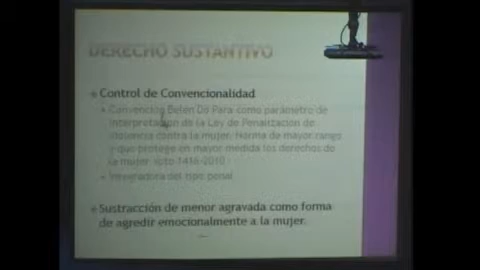 DERECHO SUSTANTIVO
Control de Convencionalidad
Convención Belén Do Pará como parámetro de
interpretación de la Ley de Penalización de
violencia contra la mujer. Norma de mayor rango
y que protege en mayor medida los derechos de
la mujer. voto 1416-2010
Integradora del tipo penal
Sustracción de menor agravada como forma
de agredir emocionalmente a la mujer.